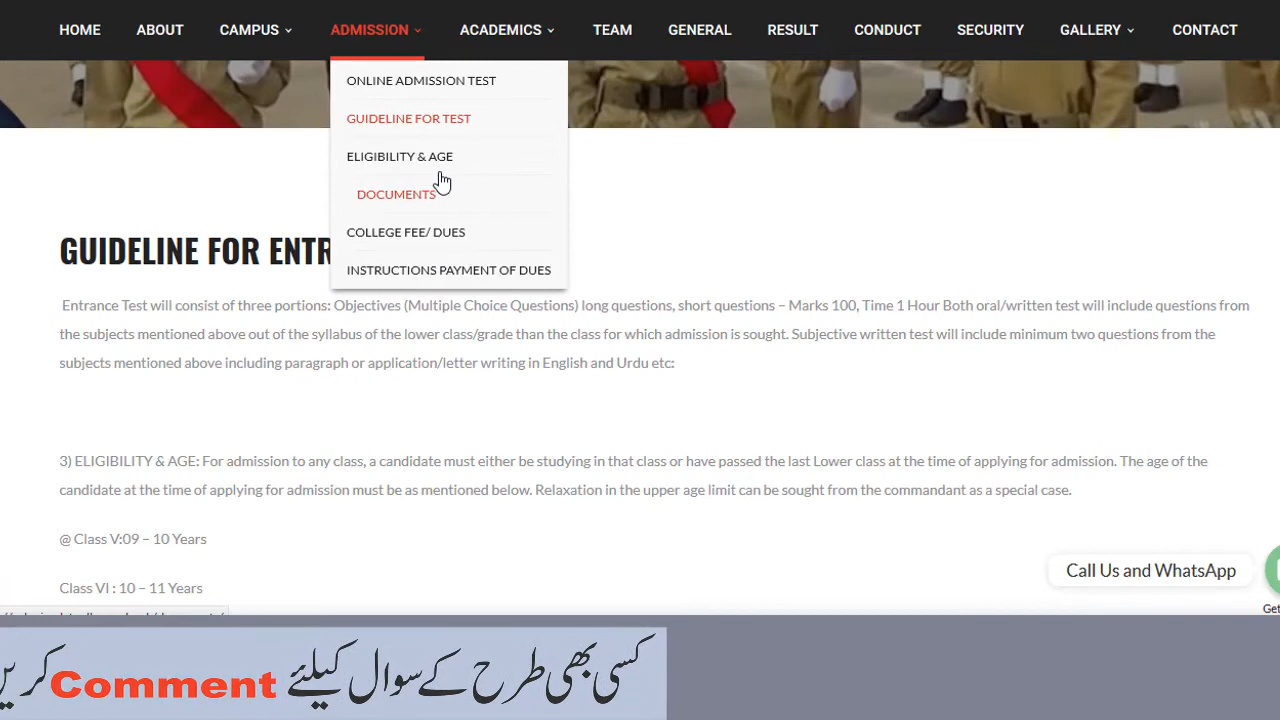 HOME ABOUT CAMPUS ADMISSION ACADEMICS TEAM GENERAL RESULT CONDUCT SECURITY GALLERY CONTACT
ONLINE ADMISSION TEST
GUIDELINE FOR TEST
ELIGIBILITY & AGE
DOCUMENTS
COLLEGE FEE/ DUES
INSTRUCTIONS PAYMENT OF DUES
GUIDELINE FOR ENTR
Entrance Test will consist of three portions: Objectives (Multiple Choice Questions) long questions, short questions – Marks 100, Time 1 Hour Both oral/written test will include questions from
the subjects mentioned above out of the syllabus of the lower class/grade than the class for which admission is sought. Subjective written test will include minimum two questions from the
subjects mentioned above including paragraph or application/letter writing in English and Urdu etc:
3) ELIGIBILITY & AGE: For admission to any class, a candidate must either be studying in that class or have passed the last Lower class at the time of applying for admission. The age of the
candidate at the time of applying for admission must be as mentioned below. Relaxation in the upper age limit can be sought from the commandant as a special case.
@ Class V:09 – 10 Years
Class VI : 10 – 11 Years
Call Us and WhatsApp
Get
کسی بھی طرح کے سوال کیلئے Comment کریں